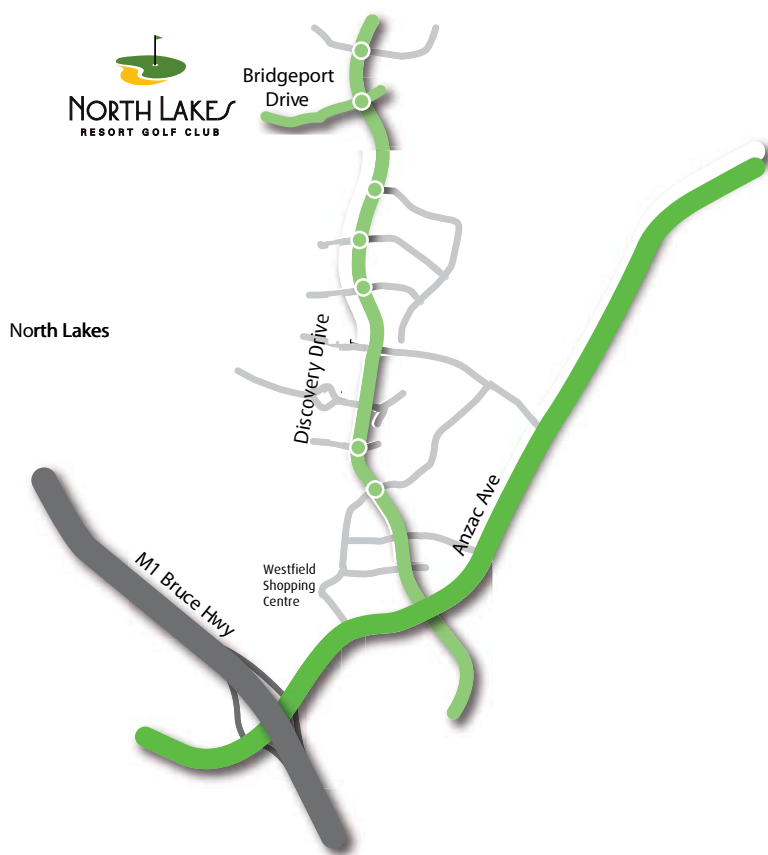 Bridgeport
Drive
NORTH LAKES
RESORT GOLF CLUB
North Lakes
Discovery Drive
Anzac Ave
M1 Bruce Hwy
Westfield
Shopping
Centre